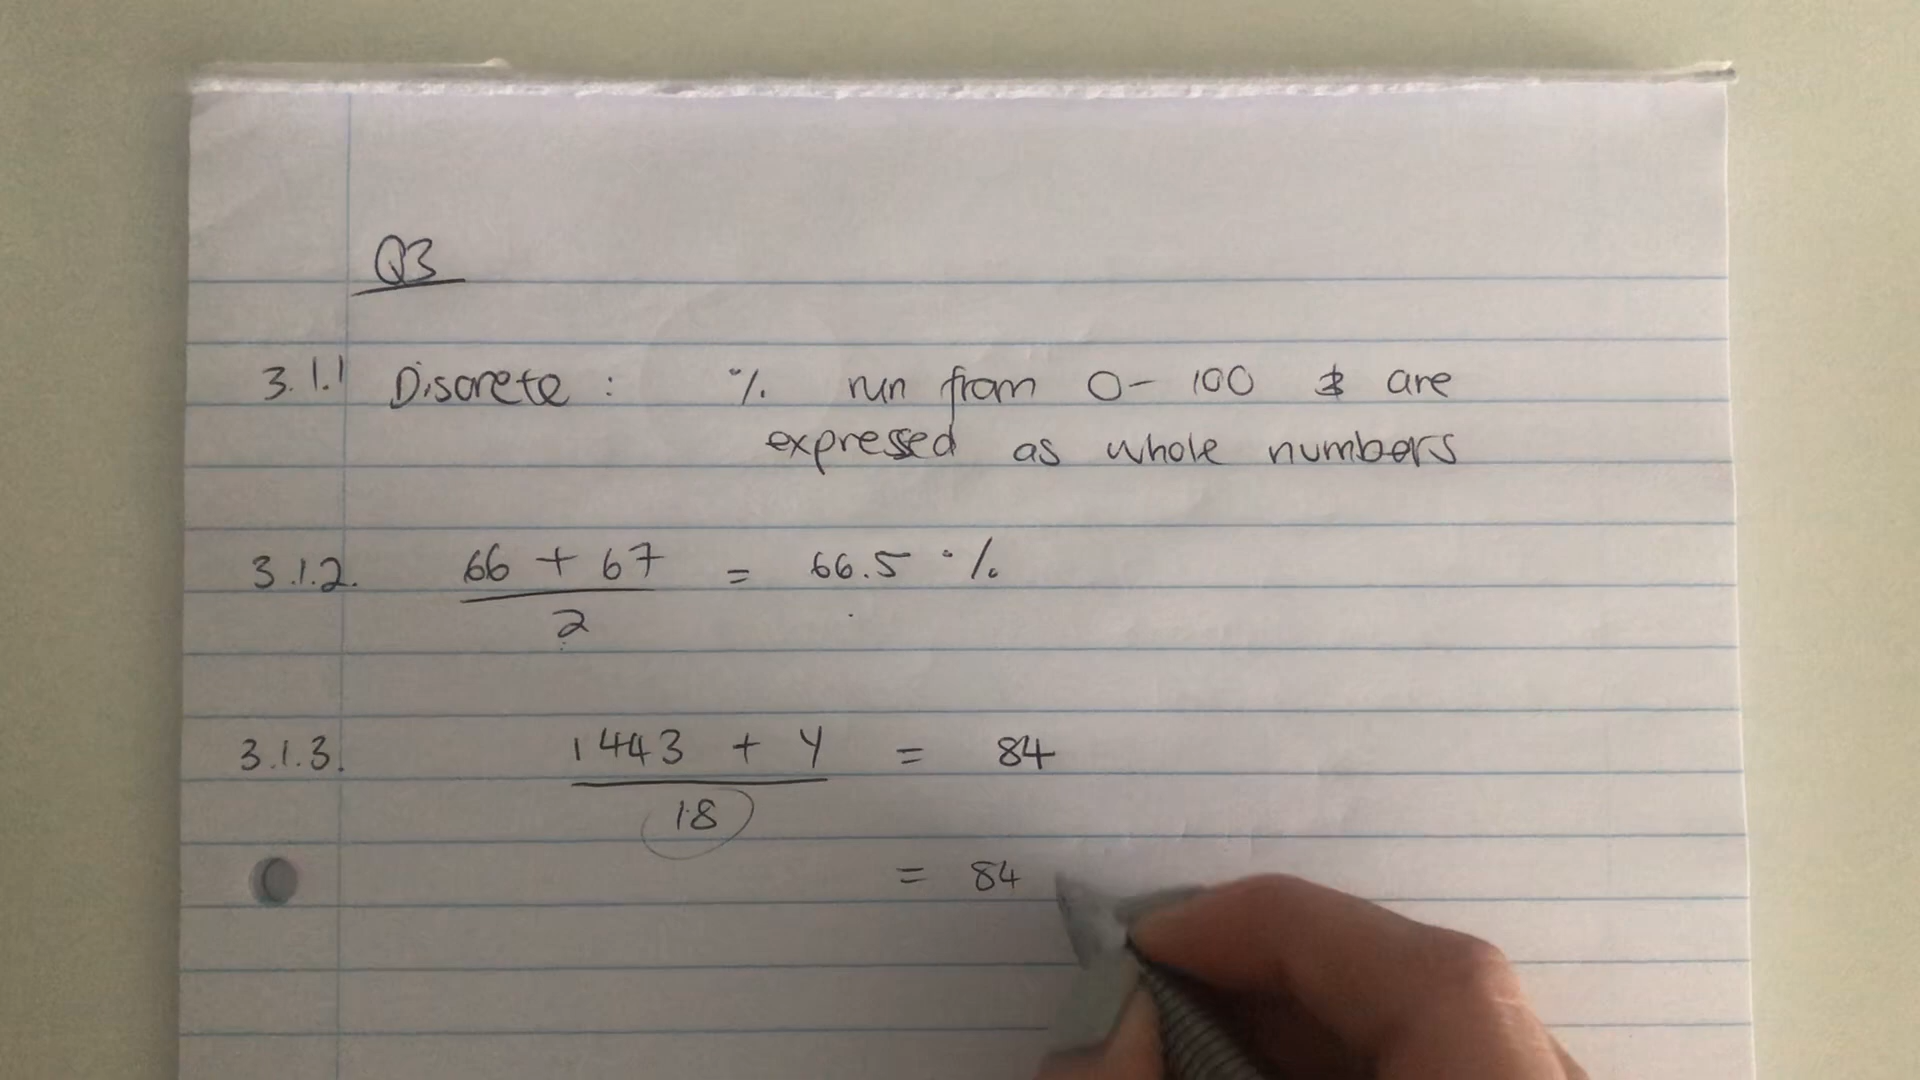 Q3
3.1.1 Discrete : % run from 0 - 100 & are
expressed as whole numbers
3.1.2. 66 + 67 = 66.5 %
2
3.1.3. 1443 + y = 84
18
= 84